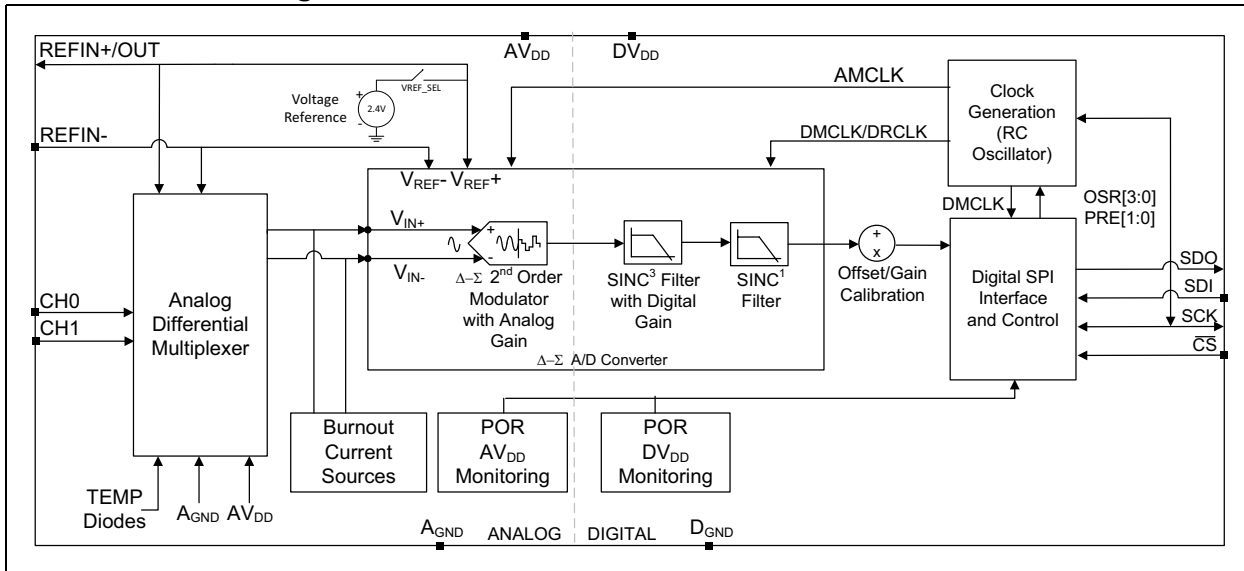 REFIN+/OUT
AVDD
DVDD
AMCLK
Clock
Generation
(RC
Oscillator)
Voltage
Reference
+
2.4V
-
VREF_SEL
REFIN-
DMCLK/DRCLK
VREF- VREF+
DMCLK
OSR[3:0]
PRE[1:0]
VIN+
VIN-
+
-
Δ–Σ 2nd Order
Modulator
with Analog
Gain
SINC3 Filter
with Digital
Gain
SINC1
Filter
+
x
Offset/Gain
Calibration
Digital SPI
Interface
and Control
SDO
SDI
SCK
CS
CH0
CH1
Analog
Differential
Multiplexer
Δ–Σ A/D Converter
Burnout
Current
Sources
POR
AVDD
Monitoring
POR
DVDD
Monitoring
TEMP
Diodes
AGND
AVDD
AGND
ANALOG
DIGITAL
DGND